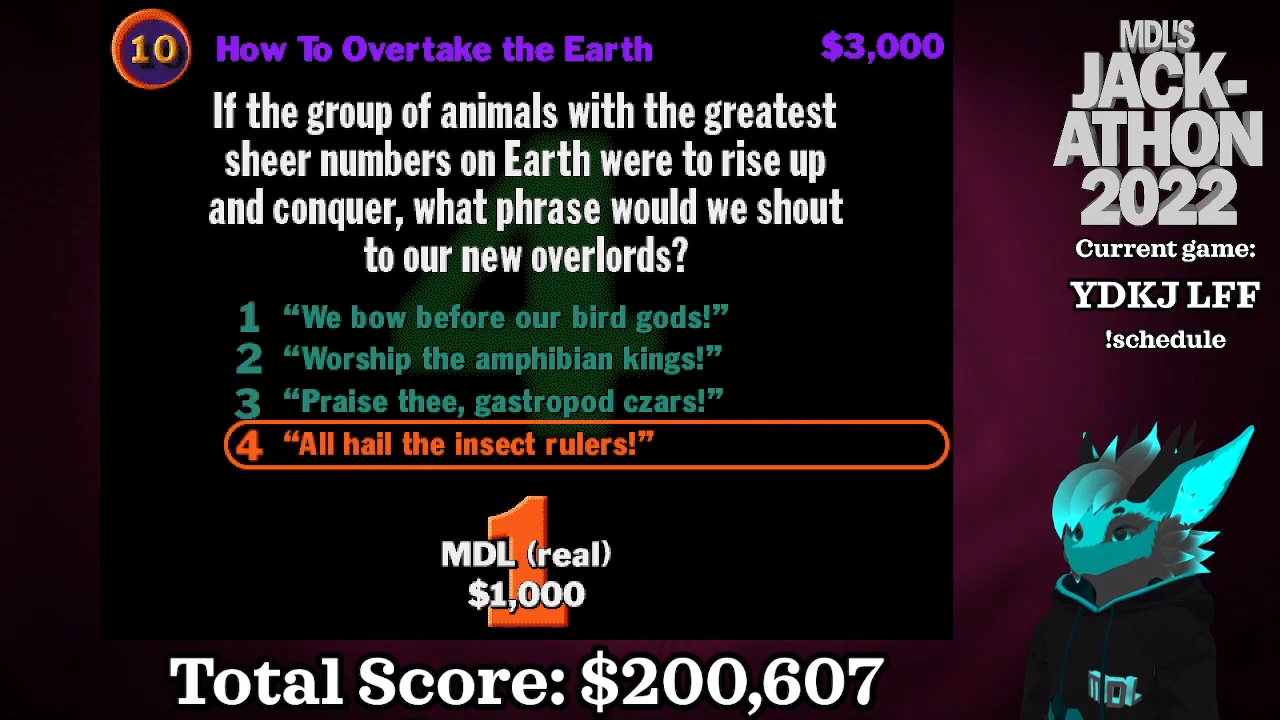 10 How To Overtake the Earth $3,000
If the group of animals with the greatest
sheer numbers on Earth were to rise up
and conquer, what phrase would we shout
to our new overlords?
1 “We bow before our bird gods!”
2 “Worship the amphibian kings!”
3 “Praise thee, gastropod czars!”
4 “All hail the insect rulers!”
4
1
MDL (real)
$1,000
Total Score: $200,607
MDL'S
JACK-
ATHON
2022
Current game:
YDKJ LFF
!schedule
MDL